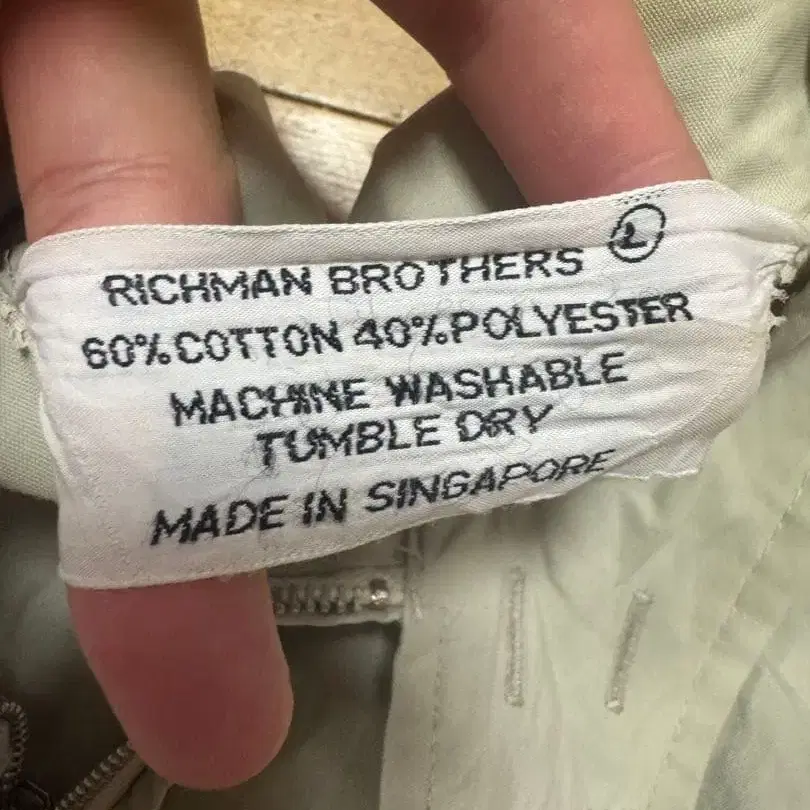 RICHMAN BROTHERS L
60% COTTON 40% POLYESTER
MACHINE WASHABLE
TUMBLE DRY
MADE IN SINGAPORE